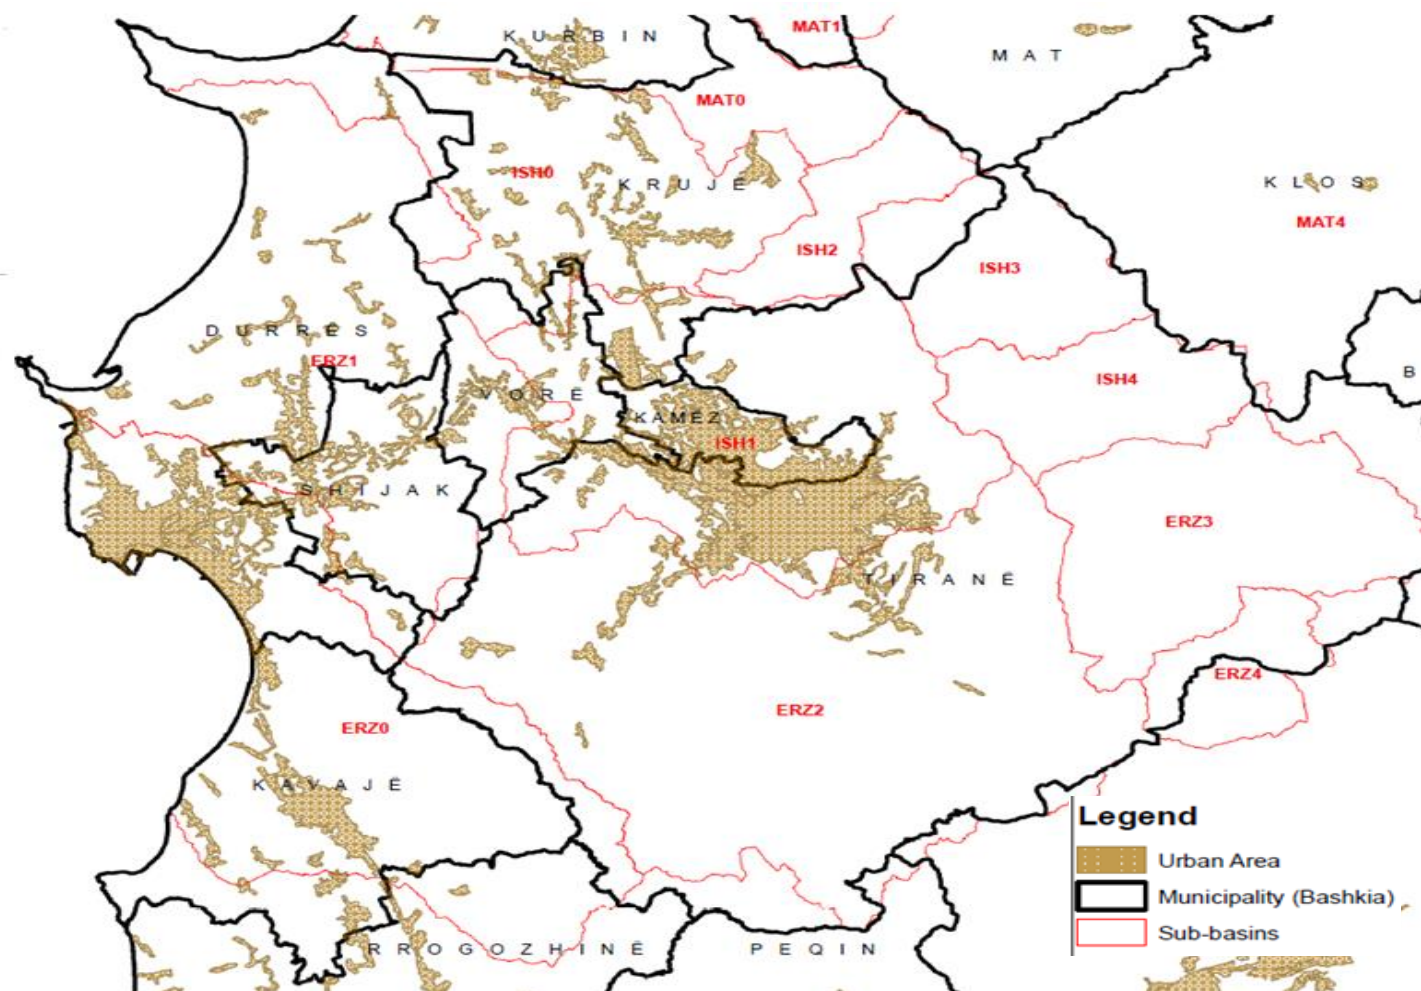 MAT1
KURBIN
MAT
MAT0
ISH0
KRUJË
KLOS
MAT4
ISH2
ISH3
DURRËS
ERZ1
B
ISH4
VORË
KAMËZ
ISH1
SHIJAK
ERZ3
TIRANË
ERZ4
ERZ2
ERZ0
KAVAJË
Legend
Urban Area
Municipality (Bashkia)
Sub-basins
RROGOZHINË
PEQIN